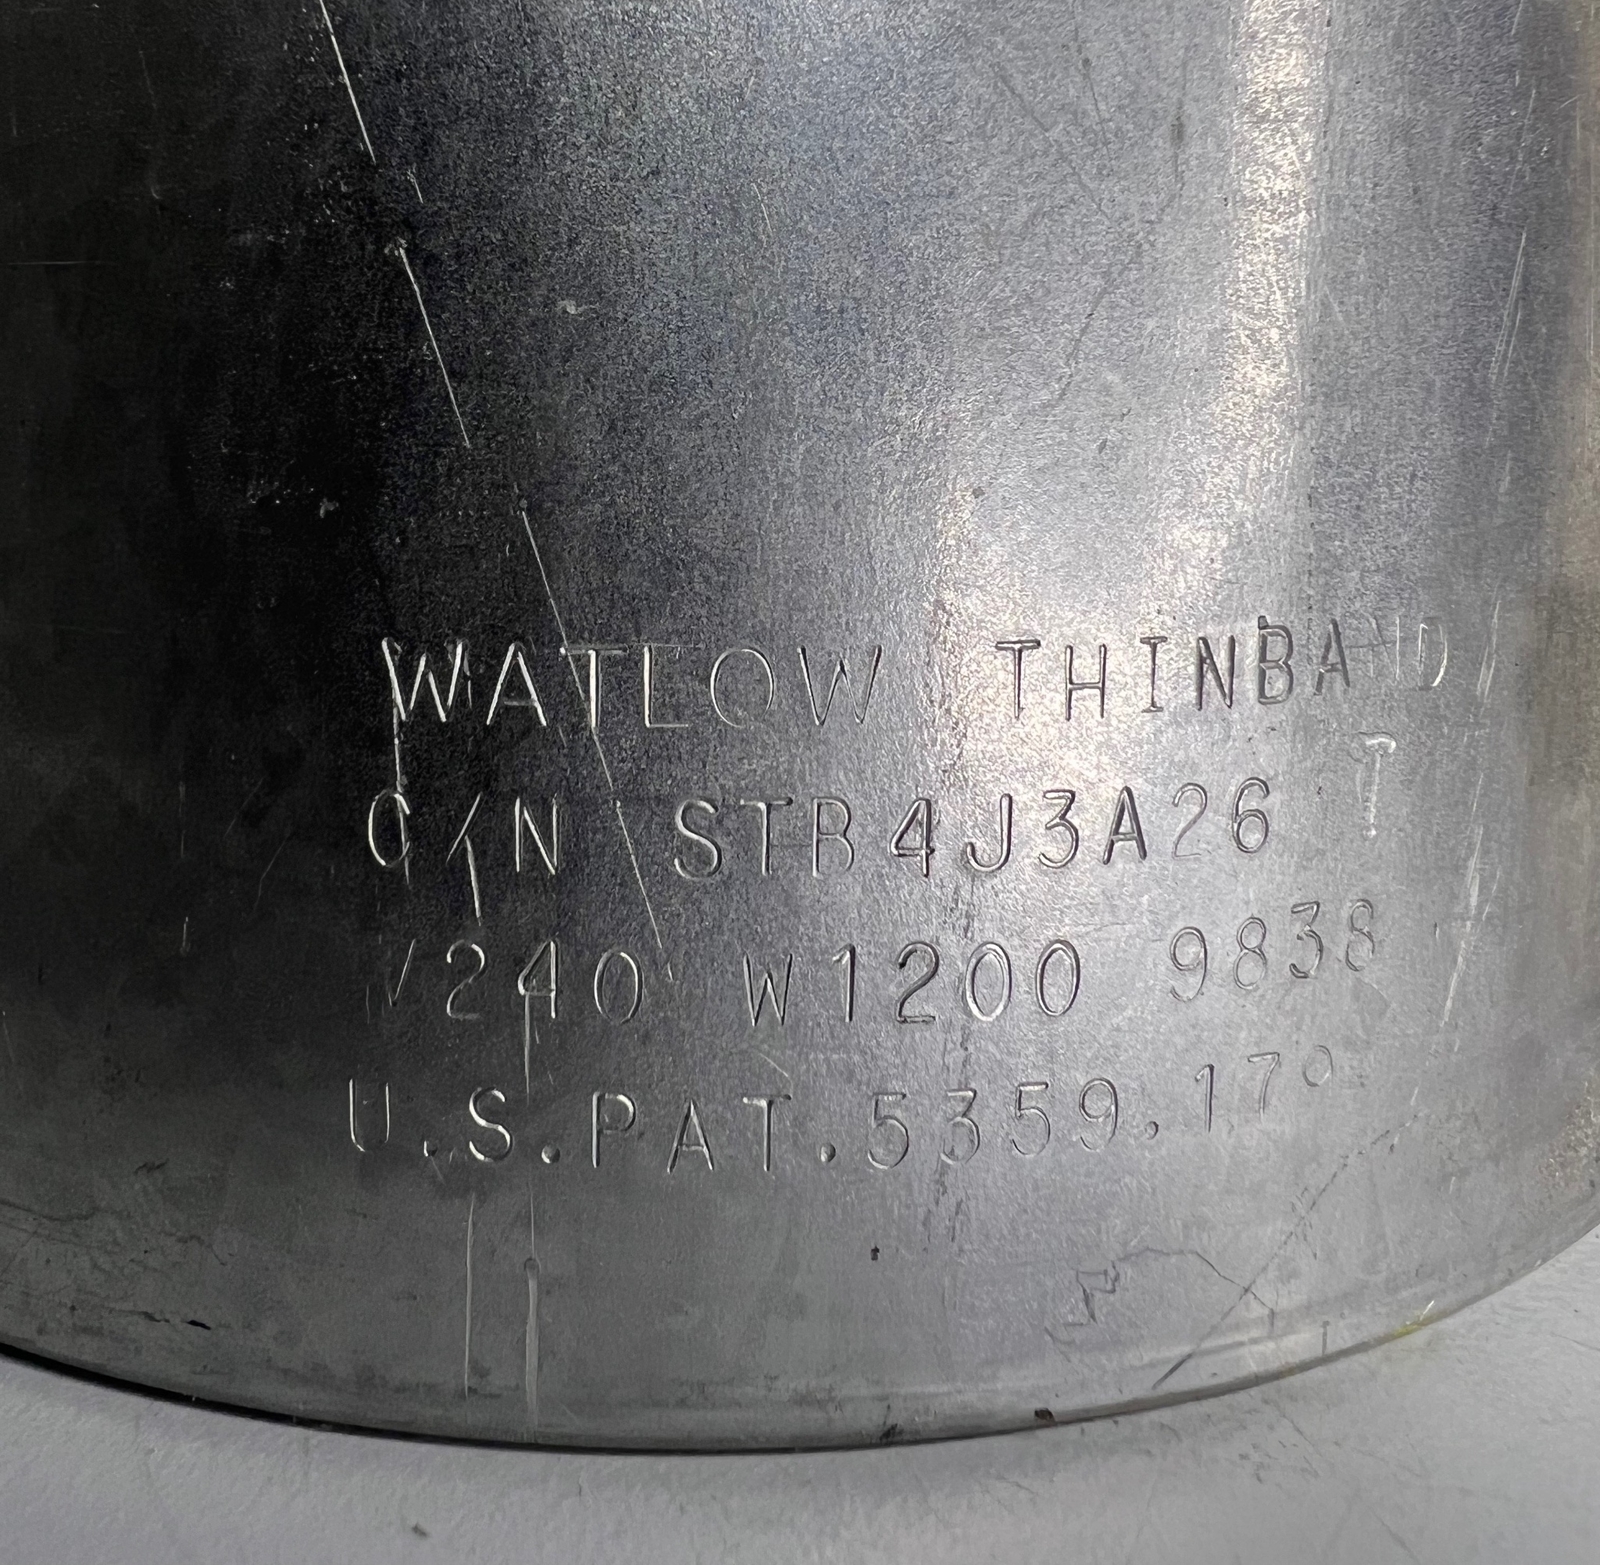 WATLOW THINBAND
C/N STB4J3A26 T
V240 W1200 9838
U.S.PAT.5359,179